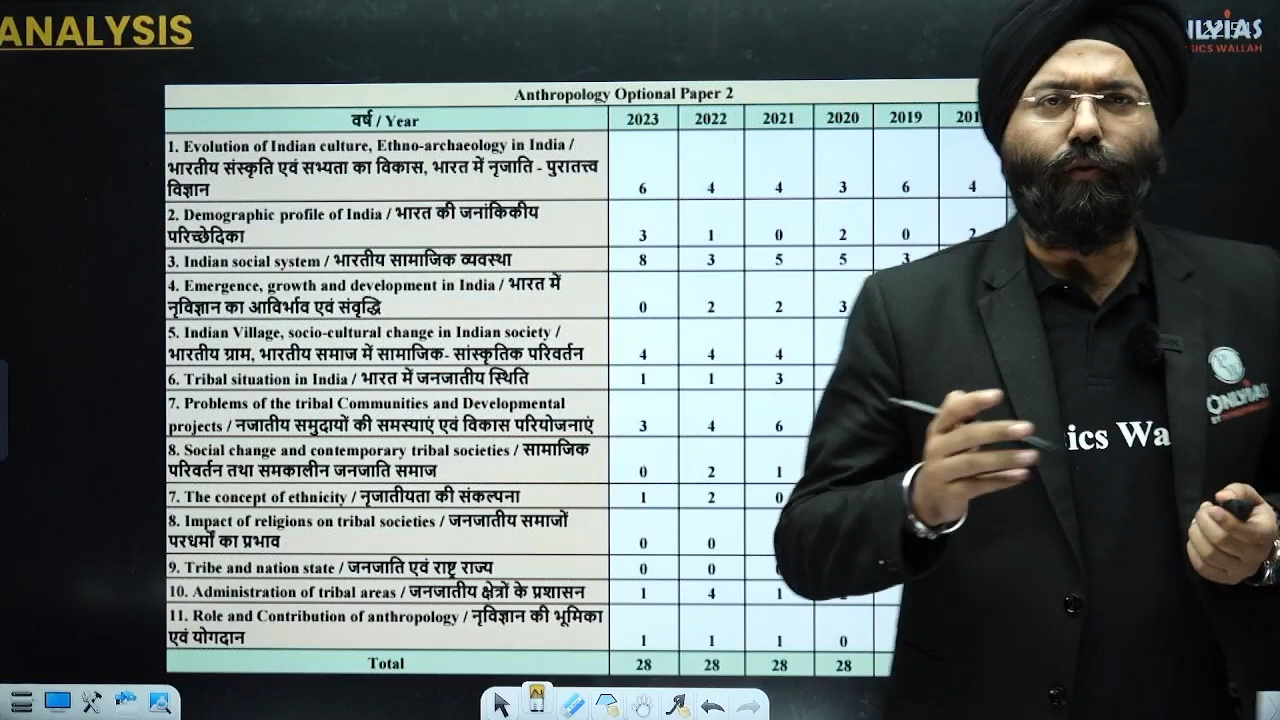 ANALYSIS
PHYSICS WALLAH
Anthropology Optional Paper 2
वर्ष / Year 2023 2022 2021 2020 2019
1. Evolution of Indian culture, Ethno-archaeology in India /
भारतीय संस्कृति एवं सभ्यता का विकास, भारत में नृजाति - पुरातत्त्व
विज्ञान 6 4 4 3 6 4
2. Demographic profile of India / भारत की जनांकिकीय
परिच्छेदिका 3 1 0 2 0 2
3. Indian social system / भारतीय सामाजिक व्यवस्था 8 3 5 5 3
4. Emergence, growth and development in India / भारत में
नृविज्ञान का आविर्भाव एवं संवृद्धि 0 2 2 3
5. Indian Village, socio-cultural change in Indian society /
भारतीय ग्राम, भारतीय समाज में सामाजिक- सांस्कृतिक परिवर्तन 4 4 4
6. Tribal situation in India / भारत में जनजातीय स्थिति 1 1 3
7. Problems of the tribal Communities and Developmental
projects / नजातीय समुदायों की समस्याएं एवं विकास परियोजनाएं 3 4 6
8. Social change and contemporary tribal societies / सामाजिक
परिवर्तन तथा समकालीन जनजाति समाज 0 2 1
7. The concept of ethnicity / नृजातीयता की संकल्पना 1 2 0
8. Impact of religions on tribal societies / जनजातीय समाजों
परधर्मों का प्रभाव 0 0
9. Tribe and nation state / जनजाति एवं राष्ट्र राज्य 0 0
10. Administration of tribal areas / जनजातीय क्षेत्रों के प्रशासन 1 4 1
11. Role and Contribution of anthropology / नृविज्ञान की भूमिका
एवं योगदान 1 1 1 0
Total 28 28 28 28
ONLYIAS
ics Wa